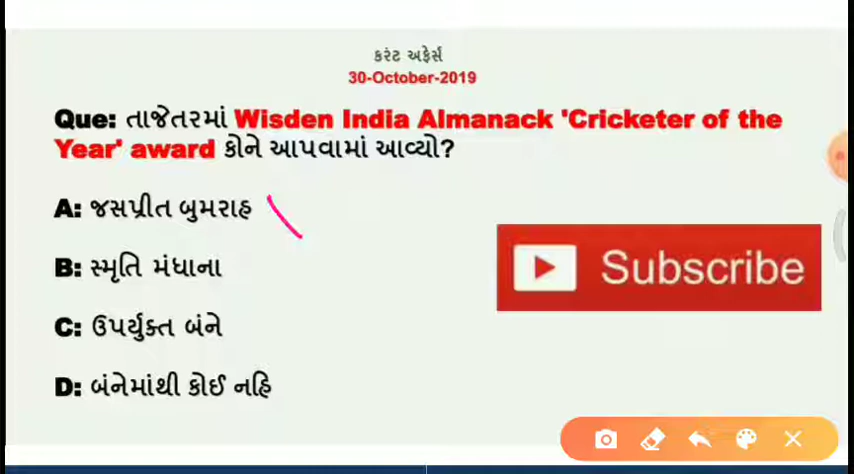 કરંટ અફેર્સ
30-October-2019
Que: તાજેતરમાં Wisden India Almanack 'Cricketer of the
Year' award કોને આપવામાં આવ્યો?
A: જસપ્રીત બુમરાહ
B: સ્મૃતિ મંધાના
Subscribe
C: ઉપર્યુક્ત બંને
D: બંનેમાંથી કોઈ નહિ